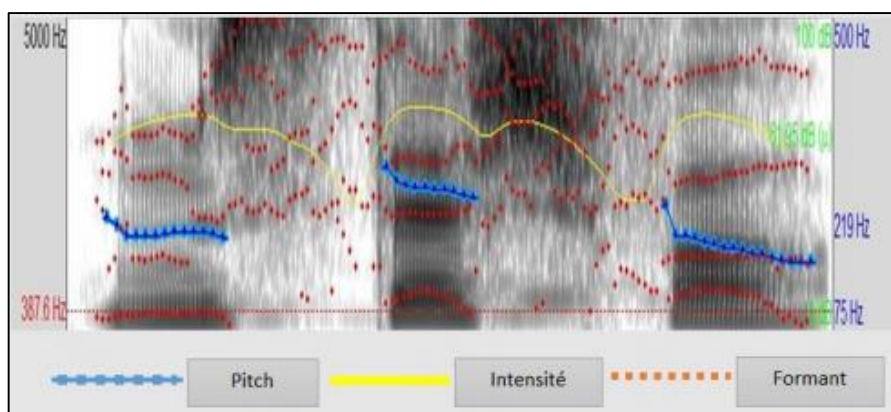 5000 Hz
100 dB 500 Hz
219 Hz
387.6 Hz
75 Hz
Pitch
Intensité
Formant